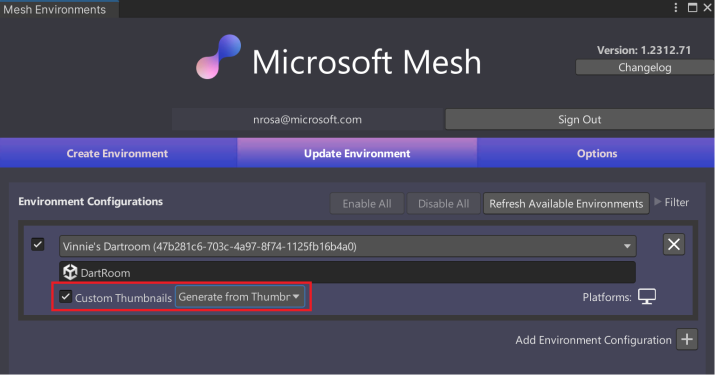 Mesh Environments
Microsoft Mesh
Version: 1.2312.71
Changelog
nrosa@microsoft.com
Sign Out
Create Environment
Update Environment
Options
Environment Configurations
Enable All
Disable All
Refresh Available Environments
Filter
Vinnie's Dartroom (47b281c6-703c-4a97-8f74-1125fb16b4a0)
DartRoom
Custom Thumbnails
Generate from Thumbr
Platforms:
Add Environment Configuration